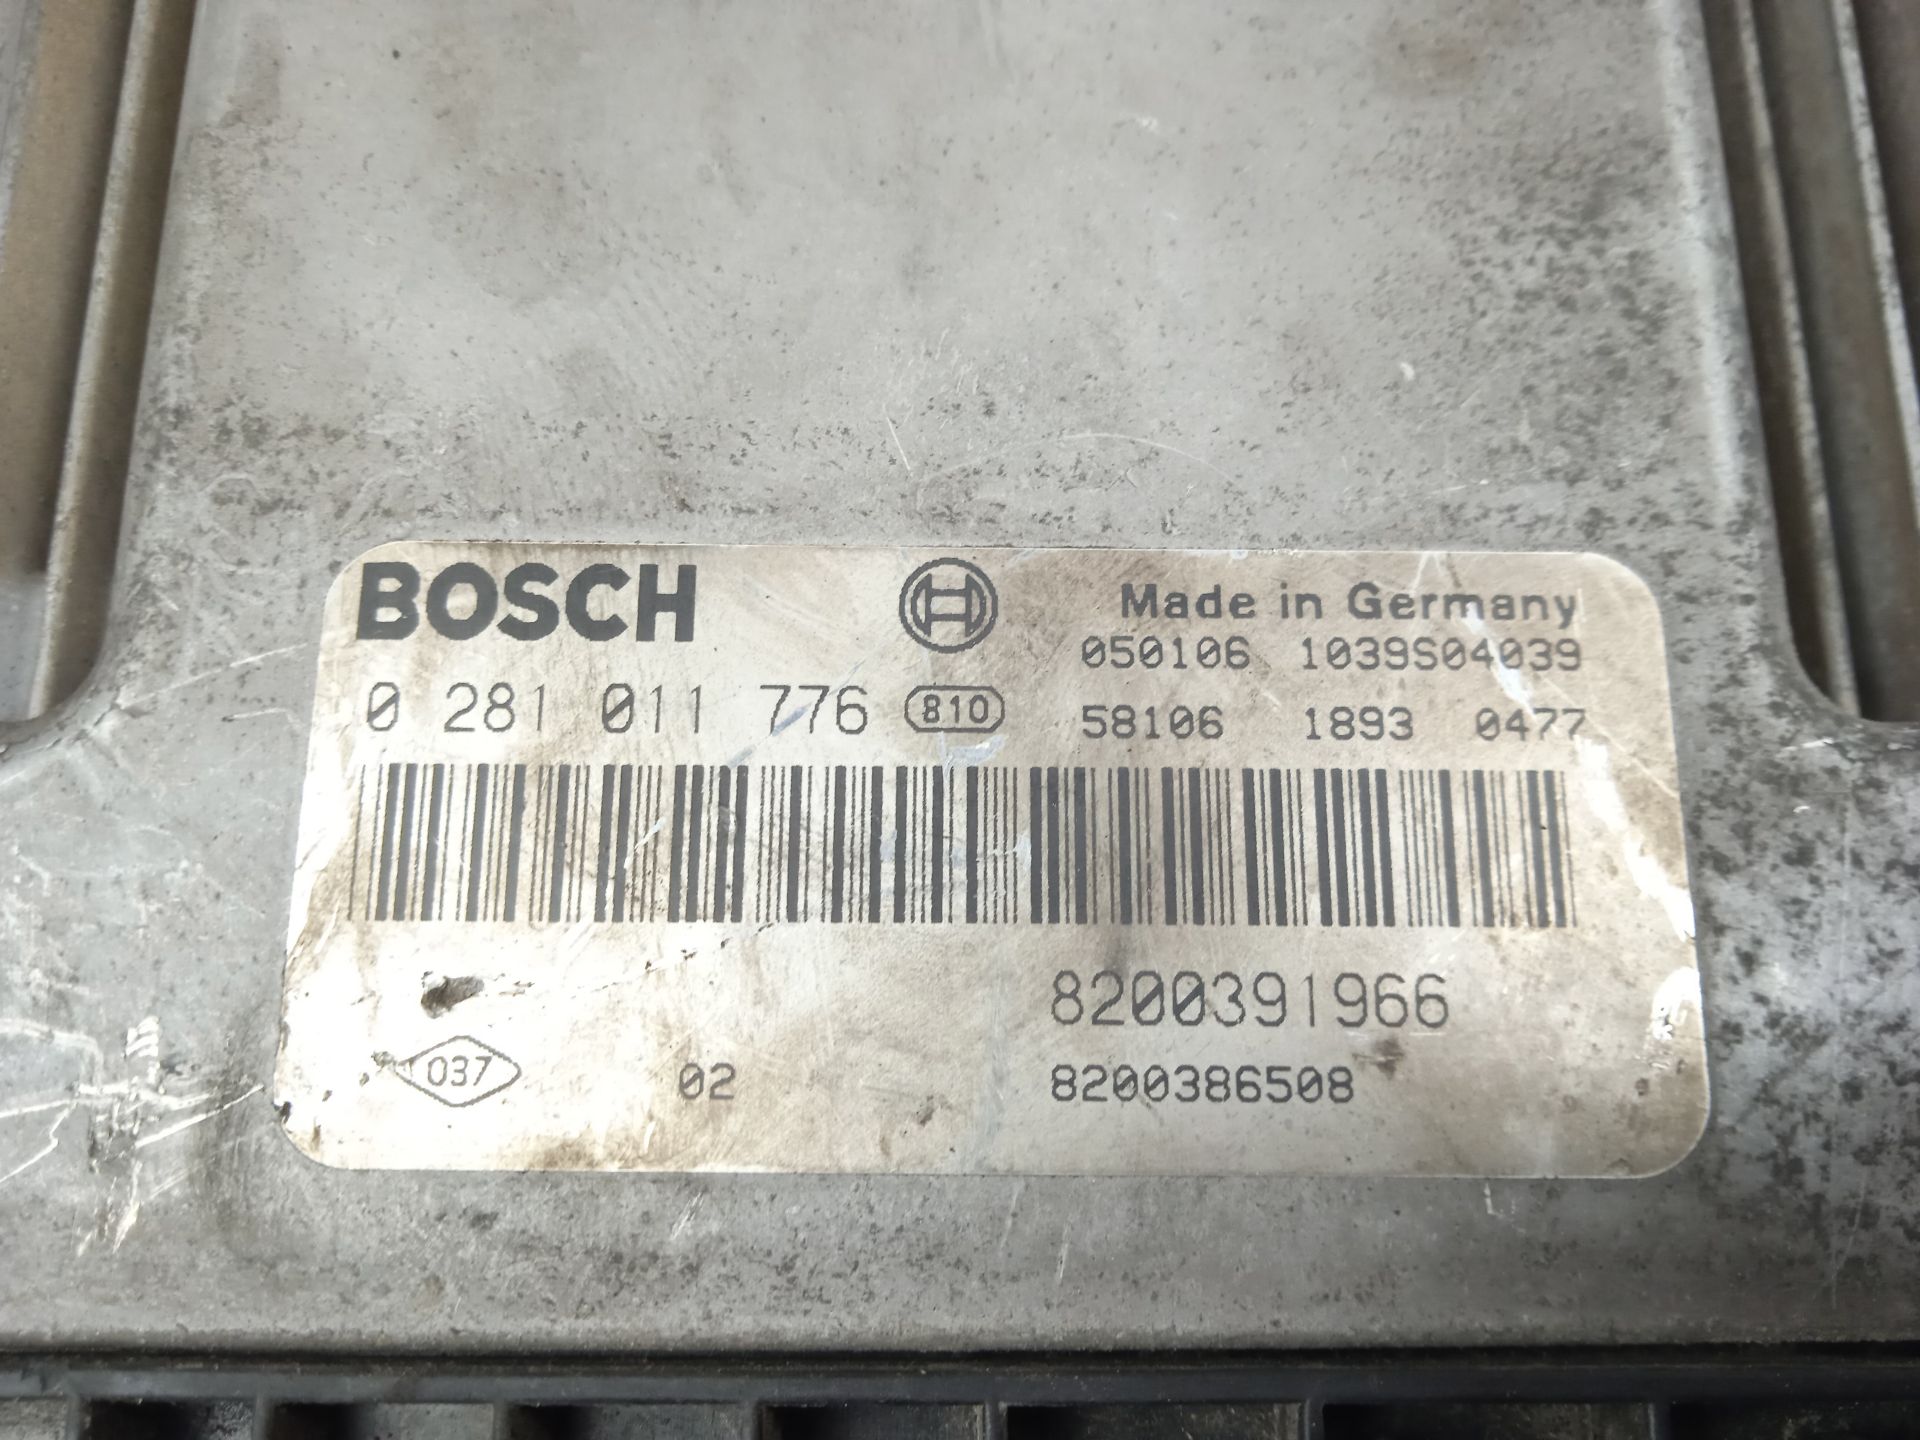 BOSCH
Made in Germany
050106 1039S04039
0 281 011 776 810
58106 1893 0477
8200391966
037 02 8200386508